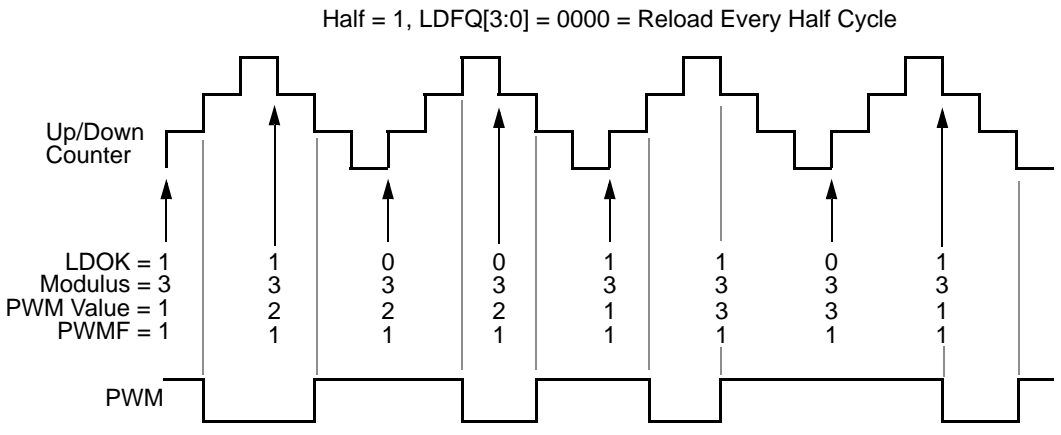 Half = 1, LDFQ[3:0] = 0000 = Reload Every Half Cycle
Up/Down
Counter
LDOK = 1 1 0 0 1 1 0 1
Modulus = 3 3 3 3 3 3 3 3
PWM Value = 1 2 2 2 1 3 3 1
PWMF = 1 1 1 1 1 1 1 1
PWM